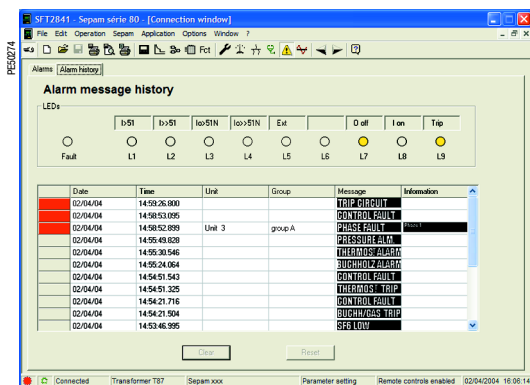 PE50274
SFT2841 - Sepam série 80 - [Connection window]
File Edit Operation Sepam Application Options Window ?
Fct
Alarms Alarm history
Alarm message history
LEDs
I>51 I>>51 Io>51N Io>>51N Ext 0 off I on Trip
Fault L1 L2 L3 L4 L5 L6 L7 L8 L9
Date Time Unit Group Message Information
02/04/04 14:59:26.800 TRIP CIRCUIT
02/04/04 14:58:53.095 CONTROL FAULT
02/04/04 14:58:52.899 Unit 3 group A PHASE FAULT Phase 1
02/04/04 14:55:49.828 PRESSURE ALM.
02/04/04 14:55:30.546 THERMOST ALARM
02/04/04 14:55:24.064 BUCHHOLZ ALARM
02/04/04 14:54:51.543 CONTROL FAULT
02/04/04 14:54:51.325 THERMOST TRIP
02/04/04 14:54:21.716 CONTROL FAULT
02/04/04 14:54:21.504 BUCHH/GAS TRIP
02/04/04 14:53:46.995 SF6 LOW
Clear Reset
Connected Transformer T87 Sepam xxx Parameter setting Remote controls enabled 02/04/2004 16:06:14